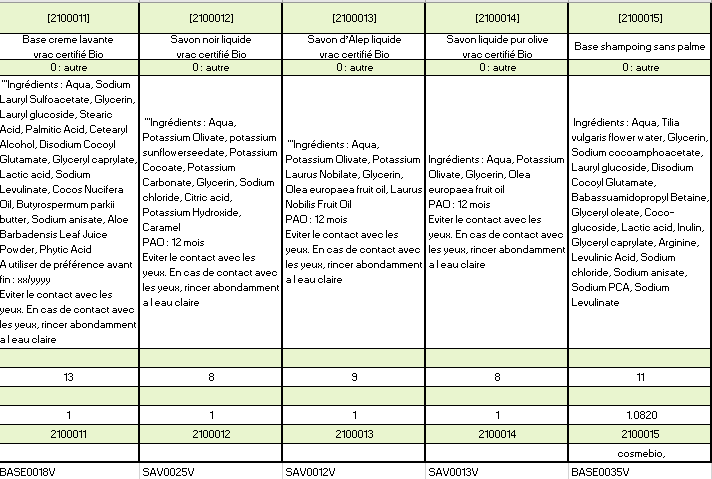 [2100011]
[2100012]
[2100013]
[2100014]
[2100015]
Base creme lavante
vrac certifié Bio
Savon noir liquide
vrac certifié Bio
Savon d'Alep liquide
vrac certifié Bio
Savon liquide pur olive
vrac certifié Bio
Base shampoing sans palme
0 : autre
0 : autre
0 : autre
0 : autre
0 : autre
"'Ingrédients : Aqua, Sodium
Lauryl Sulfoacetate, Glycerin,
Lauryl glucoside, Stearic
Acid, Palmitic Acid, Cetearyl
Alcohol, Disodium Cocoyl
Glutamate, Glyceryl caprylate,
Lactic acid, Sodium
Levulinate, Cocos Nucifera
Oil, Butyrospermum parkii
butter, Sodium anisate, Aloe
Barbadensis Leaf Juice
Powder, Phytic Acid
A utiliser de préférence avant
fin : xx/yyyy
Eviter le contact avec les
yeux. En cas de contact avec
les yeux, rincer abondamment
a l eau claire
"'Ingrédients : Aqua,
Potassium Olivate, potassium
sunflowerseedate, Potassium
Cocoate, Potassium
Carbonate, Glycerin, Sodium
chloride, Citric acid,
Potassium Hydroxide,
Caramel
PAO : 12 mois
Eviter le contact avec les
yeux. En cas de contact avec
les yeux, rincer abondamment
a l eau claire
"'Ingrédients : Aqua,
Potassium Olivate, Potassium
Laurus Nobilate, Glycerin,
Olea europaea fruit oil, Laurus
Nobilis Fruit Oil
PAO : 12 mois
Eviter le contact avec les
yeux. En cas de contact avec
les yeux, rincer abondamment
a l eau claire
Ingrédients : Aqua, Potassium
Olivate, Glycerin, Olea
europaea fruit oil
PAO : 12 mois
Eviter le contact avec les
yeux. En cas de contact avec
les yeux, rincer abondamment
a l eau claire
Ingrédients : Aqua, Tilia
vulgaris flower water, Glycerin,
Sodium cocoamphoacetate,
Lauryl glucoside, Disodium
Cocoyl Glutamate,
Babassuamidopropyl Betaine,
Glyceryl oleate, Coco-
glucoside, Lactic acid, Inulin,
Glyceryl caprylate, Arginine,
Levulinic Acid, Sodium
chloride, Sodium anisate,
Sodium PCA, Sodium
Levulinate
13
8
9
8
11
1
1
1
1
1.0820
2100011
2100012
2100013
2100014
2100015
cosmebio,
BASE0018V
SAV0025V
SAV0012V
SAV0013V
BASE0035V